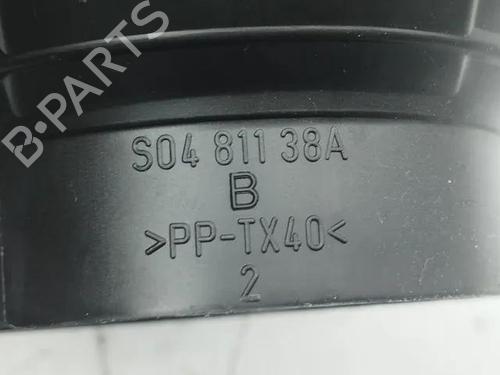 B-PARTS
S04 811 38A
B
>PP-TX40<
2